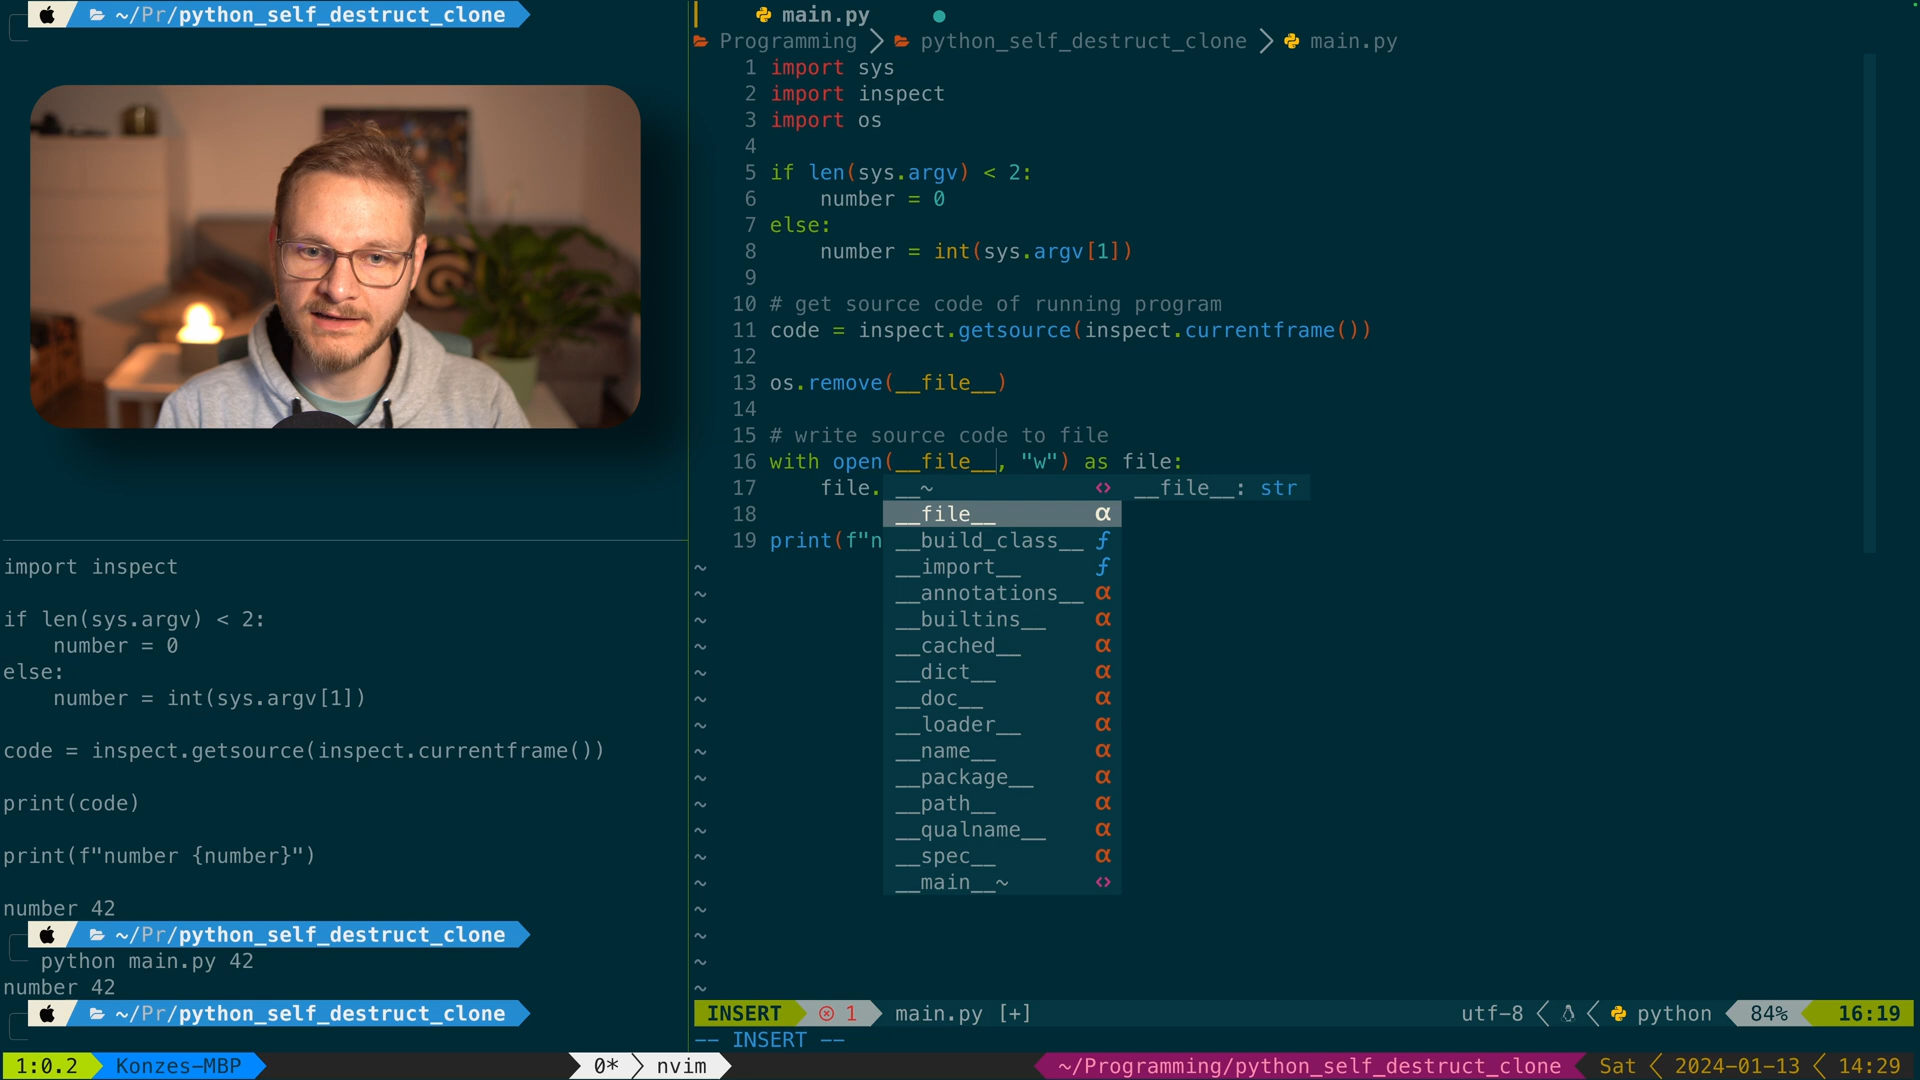 ~/Pr/python_self_destruct_clone
import inspect
if len(sys.argv) < 2:
    number = 0
else:
    number = int(sys.argv[1])
code = inspect.getsource(inspect.currentframe())
print(code)
print(f"number {number}")
number 42
~/Pr/python_self_destruct_clone
python main.py 42
number 42
~/Pr/python_self_destruct_clone
main.py
Programming python_self_destruct_clone main.py
1 import sys
2 import inspect
3 import os
4
5 if len(sys.argv) < 2:
6     number = 0
7 else:
8     number = int(sys.argv[1])
9
10 # get source code of running program
11 code = inspect.getsource(inspect.currentframe())
12
13 os.remove(__file__)
14
15 # write source code to file
16 with open(__file__, "w") as file:
17     file.
18
19 print(f"n
__~ <> __file__: str
__file__ α
__build_class__ ƒ
__import__ ƒ
__annotations__ α
__builtins__ α
__cached__ α
__dict__ α
__doc__ α
__loader__ α
__name__ α
__package__ α
__path__ α
__qualname__ α
__spec__ α
__main__~ <>
INSERT 1 main.py [+] utf-8 python 84% 16:19
-- INSERT --
1:0.2 Konzes-MBP 0* nvim ~/Programming/python_self_destruct_clone Sat 2024-01-13 14:29